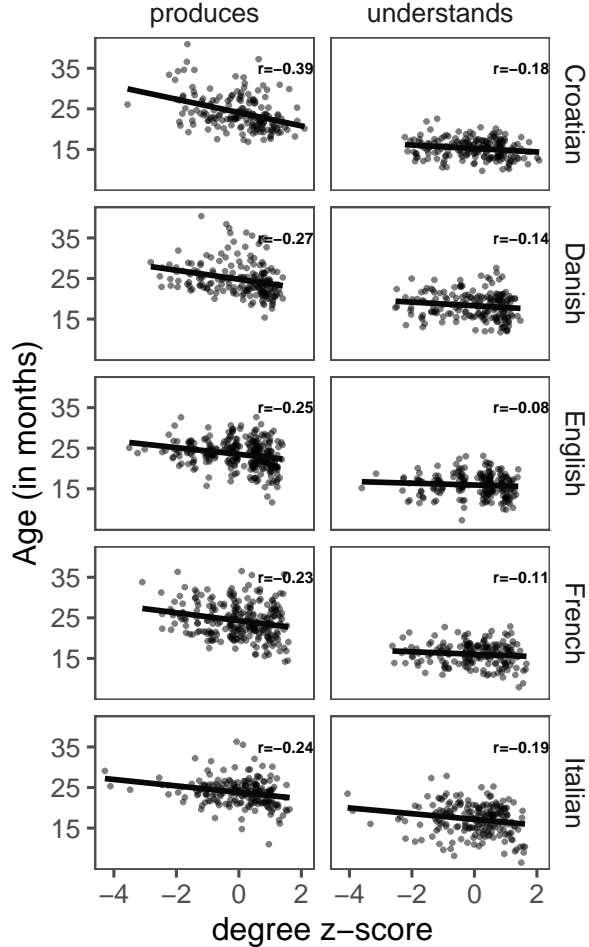 produces understands
35
25
15
r=−0.39
r=−0.18
Croatian
35
25
15
r=−0.27
r=−0.14
Danish
35
25
15
r=−0.25
r=−0.08
English
35
25
15
r=−0.23
r=−0.11
French
35
25
15
r=−0.24
r=−0.19
Italian
Age (in months)
−4 −2 0 2 −4 −2 0 2
degree z−score